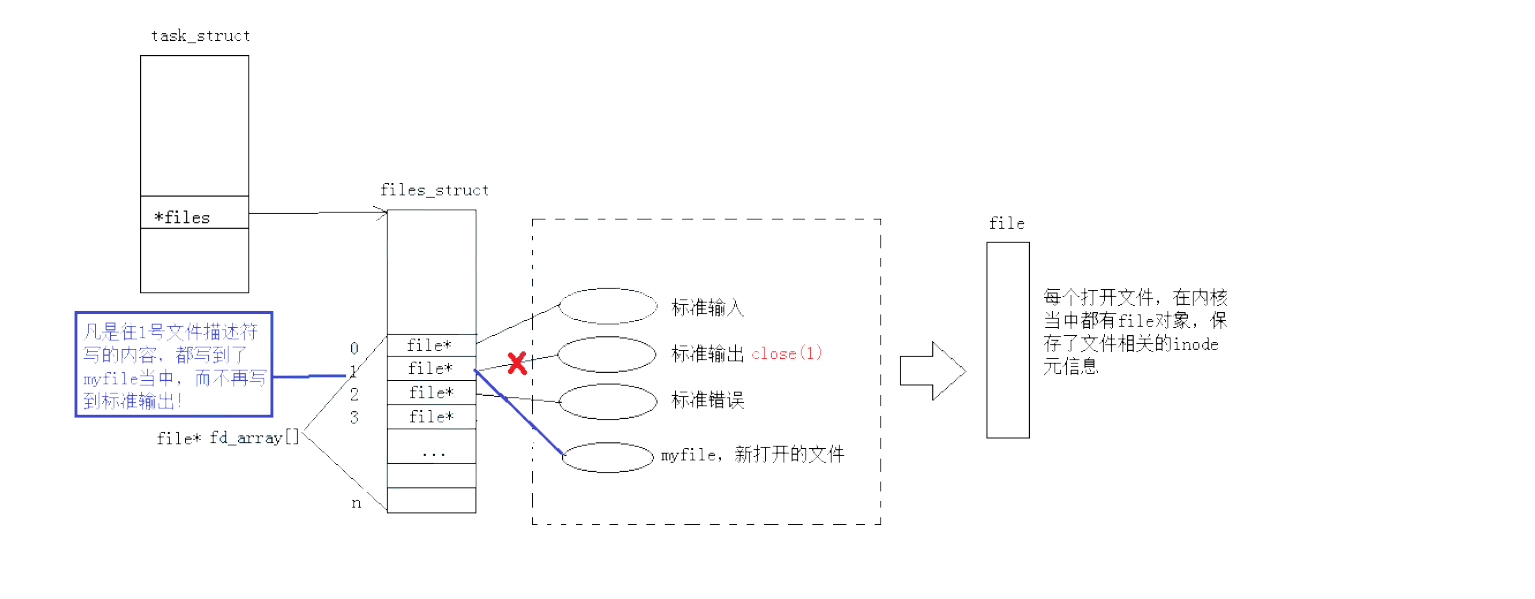 task_struct
*files
files_struct
file
标准输入
每个打开文件，在内核
当中都有file对象，保
存了文件相关的inode
元信息
凡是往1号文件描述符
写的内容，都写到了
myfile当中，而不再写
到标准输出！
0
file*
1
file*
标准输出 close(1)
2
file*
标准错误
3
file*
file* fd_array[]
...
myfile，新打开的文件
n